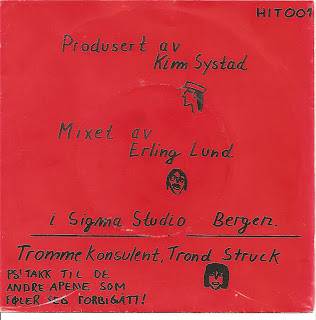 HIT001
Produsert av
Kim Systad
Mixet av
Erling Lund
i Sigma Studio Bergen.
Trommekonsulent, Trond Struck
PS! TAKK TIL DE
ANDRE APENE SOM
FØLER SEG FORBIGÅTT!